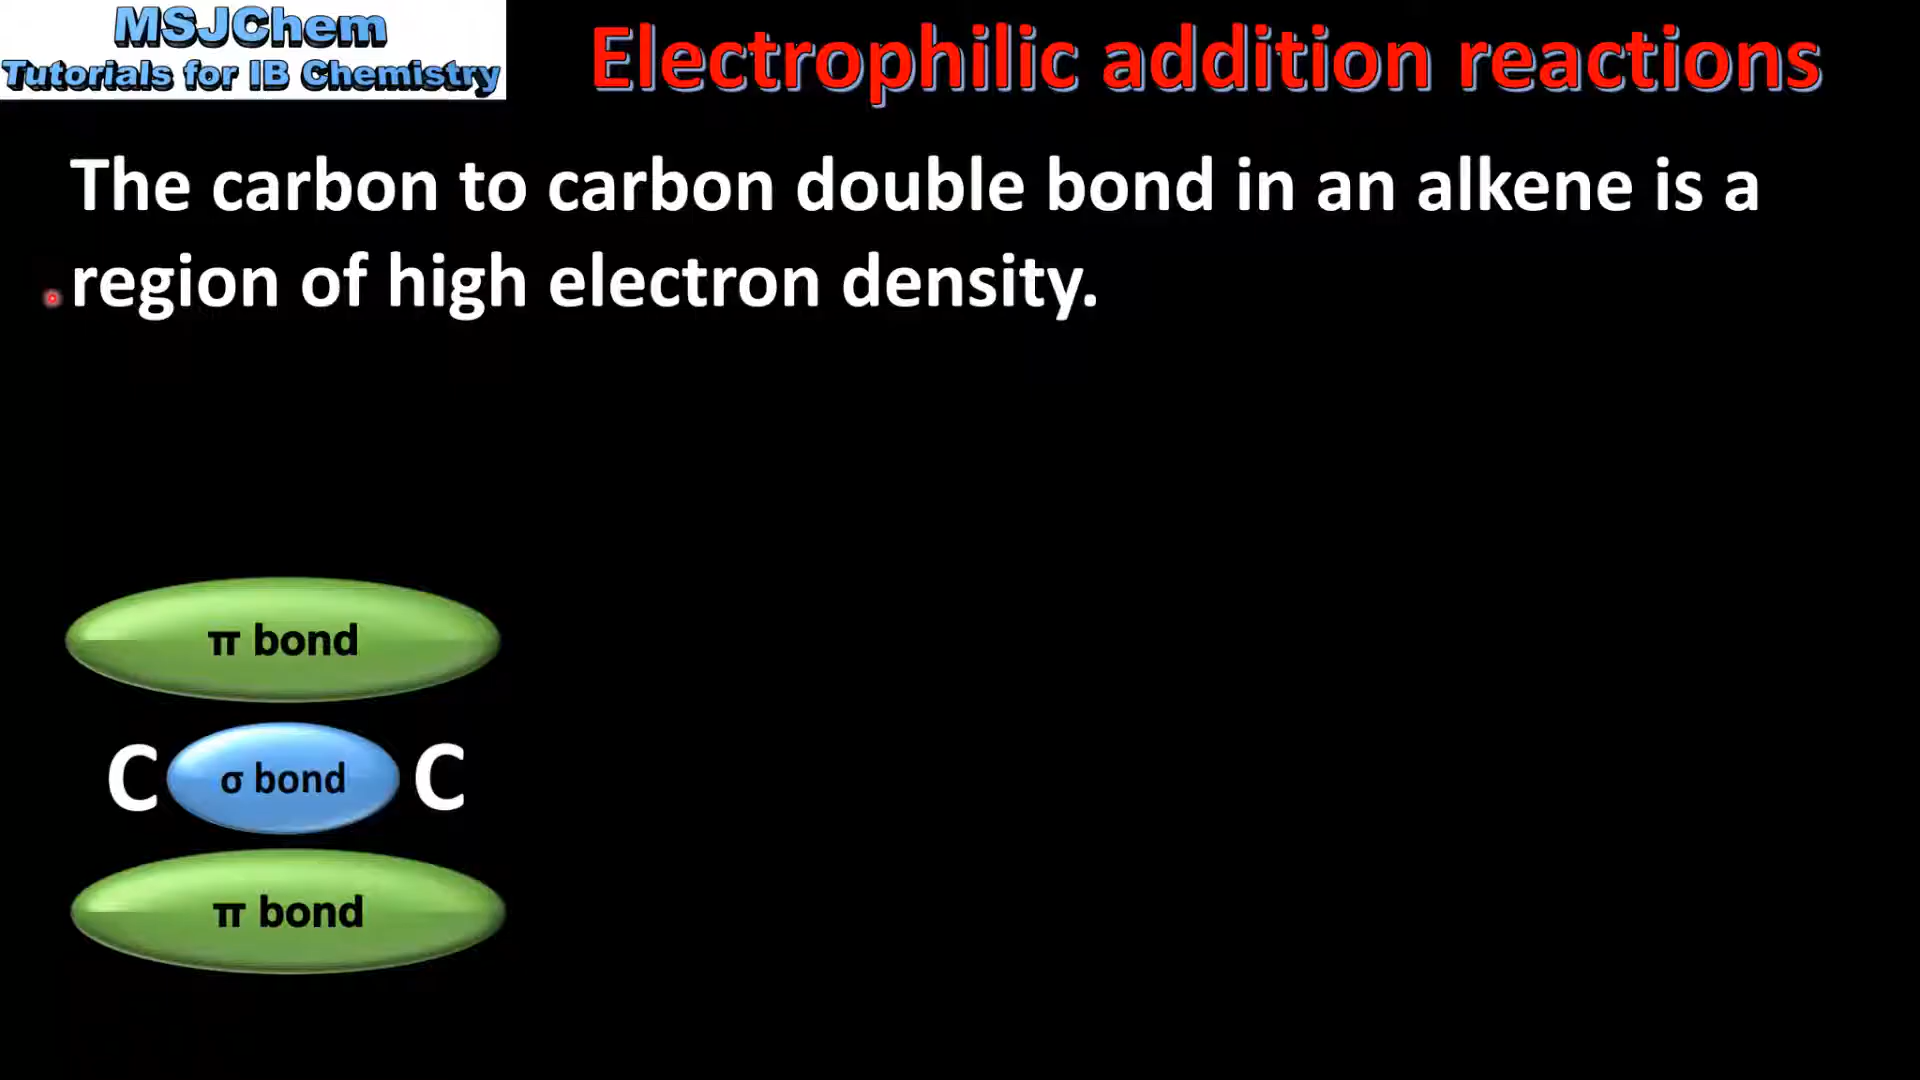 MSJChem
Tutorials for IB Chemistry
Electrophilic addition reactions
The carbon to carbon double bond in an alkene is a
region of high electron density.
π bond
C σ bond C
π bond